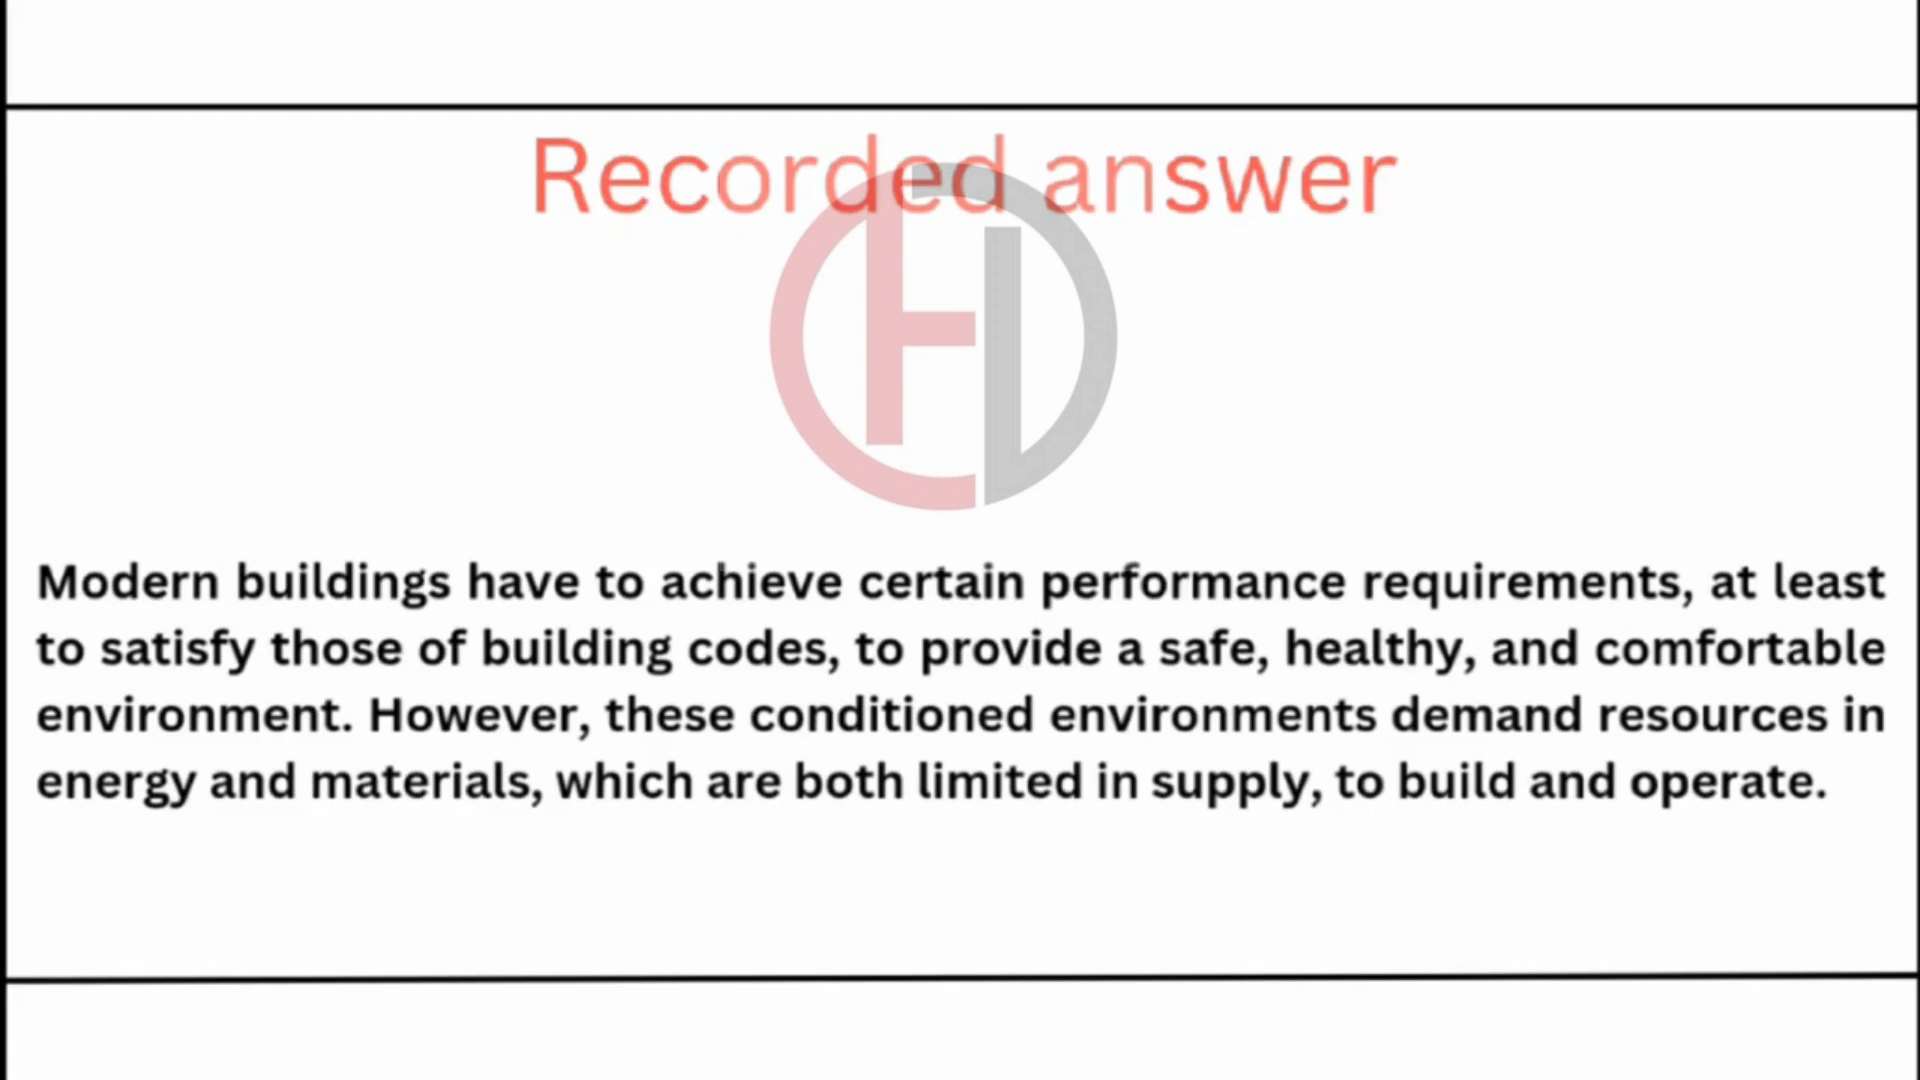 Recorded answer
Modern buildings have to achieve certain performance requirements, at least
to satisfy those of building codes, to provide a safe, healthy, and comfortable
environment. However, these conditioned environments demand resources in
energy and materials, which are both limited in supply, to build and operate.